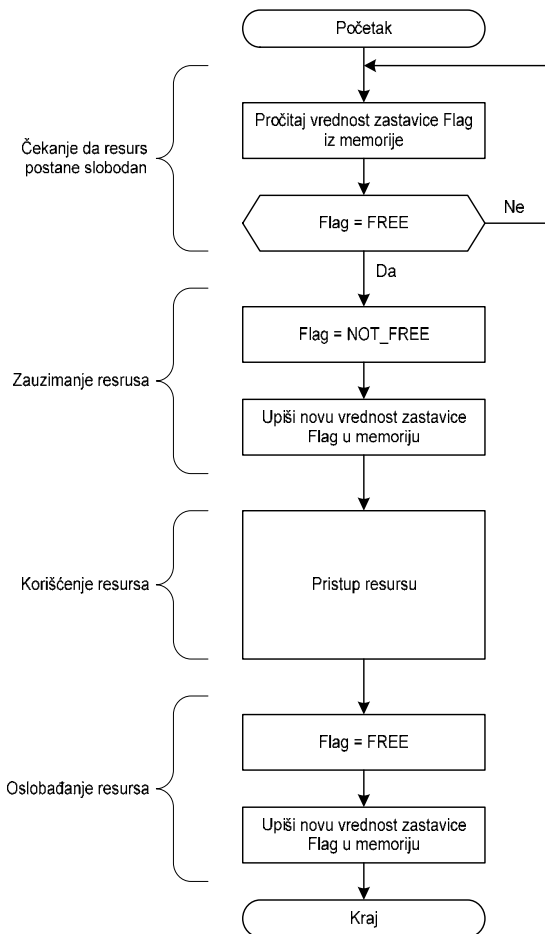 Početak
Čekanje da resurs
postane slobodan
Pročitaj vrednost zastavice Flag
iz memorije
Flag = FREE
Ne
Da
Zauzimanje resrusa
Flag = NOT_FREE
Upiši novu vrednost zastavice
Flag u memoriju
Korišćenje resursa
Pristup resursu
Oslobađanje resursa
Flag = FREE
Upiši novu vrednost zastavice
Flag u memoriju
Kraj